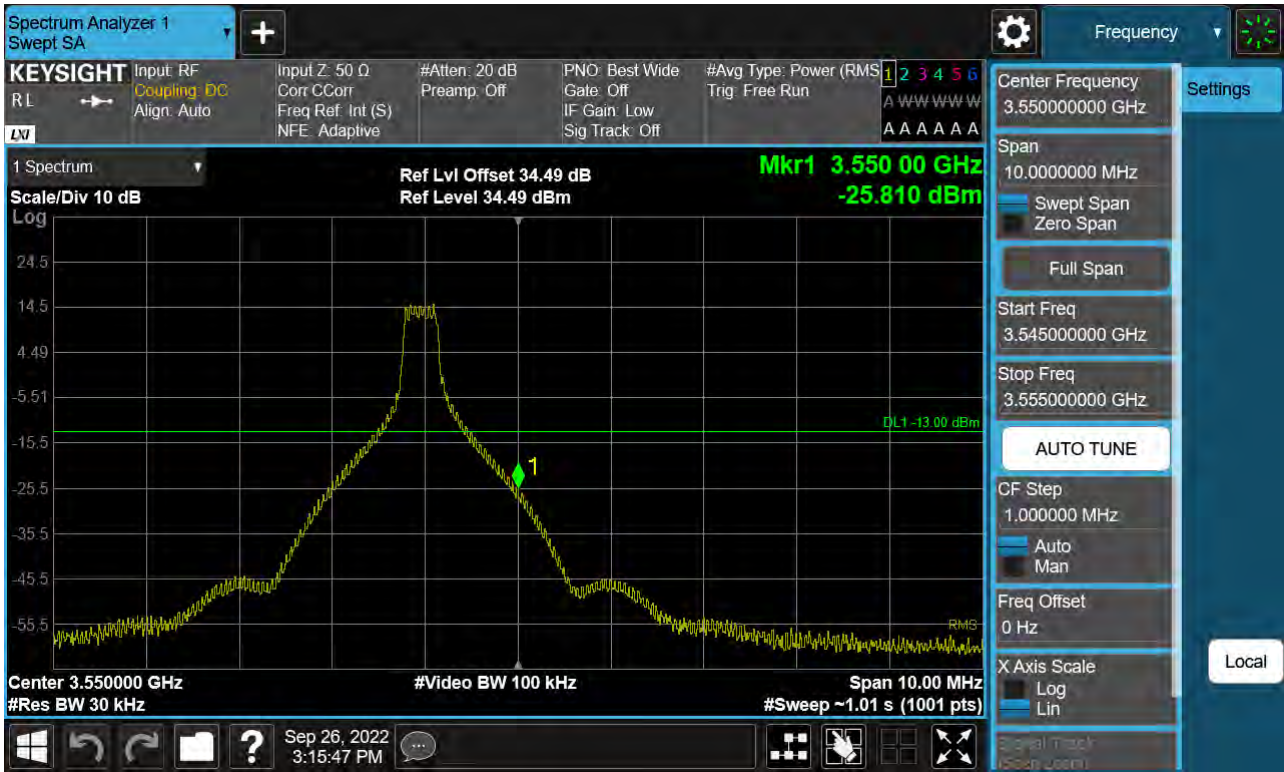 Spectrum Analyzer 1
Swept SA
Frequency
KEYSIGHT
RL
LXI
Input: RF
Coupling: DC
Align: Auto
Input Z: 50 Ω
Corr CCorr
Freq Ref: Int (S)
NFE: Adaptive
#Atten: 20 dB
Preamp: Off
PNO: Best Wide
Gate: Off
IF Gain: Low
Sig Track: Off
#Avg Type: Power (RMS
Trig: Free Run
1 2 3 4 5 6
A W W W W W
A A A A A A
1 Spectrum
Scale/Div 10 dB
Log
Ref Lvl Offset 34.49 dB
Ref Level 34.49 dBm
Mkr1 3.550 00 GHz
-25.810 dBm
24.5
14.5
4.49
-5.51
-15.5
-25.5
-35.5
-45.5
-55.5
DL1 -13.00 dBm
1
RMS
Center 3.550000 GHz
#Res BW 30 kHz
#Video BW 100 kHz
Span 10.00 MHz
#Sweep ~1.01 s (1001 pts)
Center Frequency
3.550000000 GHz
Settings
Span
10.0000000 MHz
Swept Span
Zero Span
Full Span
Start Freq
3.545000000 GHz
Stop Freq
3.555000000 GHz
AUTO TUNE
CF Step
1.000000 MHz
Auto
Man
Freq Offset
0 Hz
X Axis Scale
Log
Lin
Signal Track
(Span Zoom)
Local
?
Sep 26, 2022
3:15:47 PM